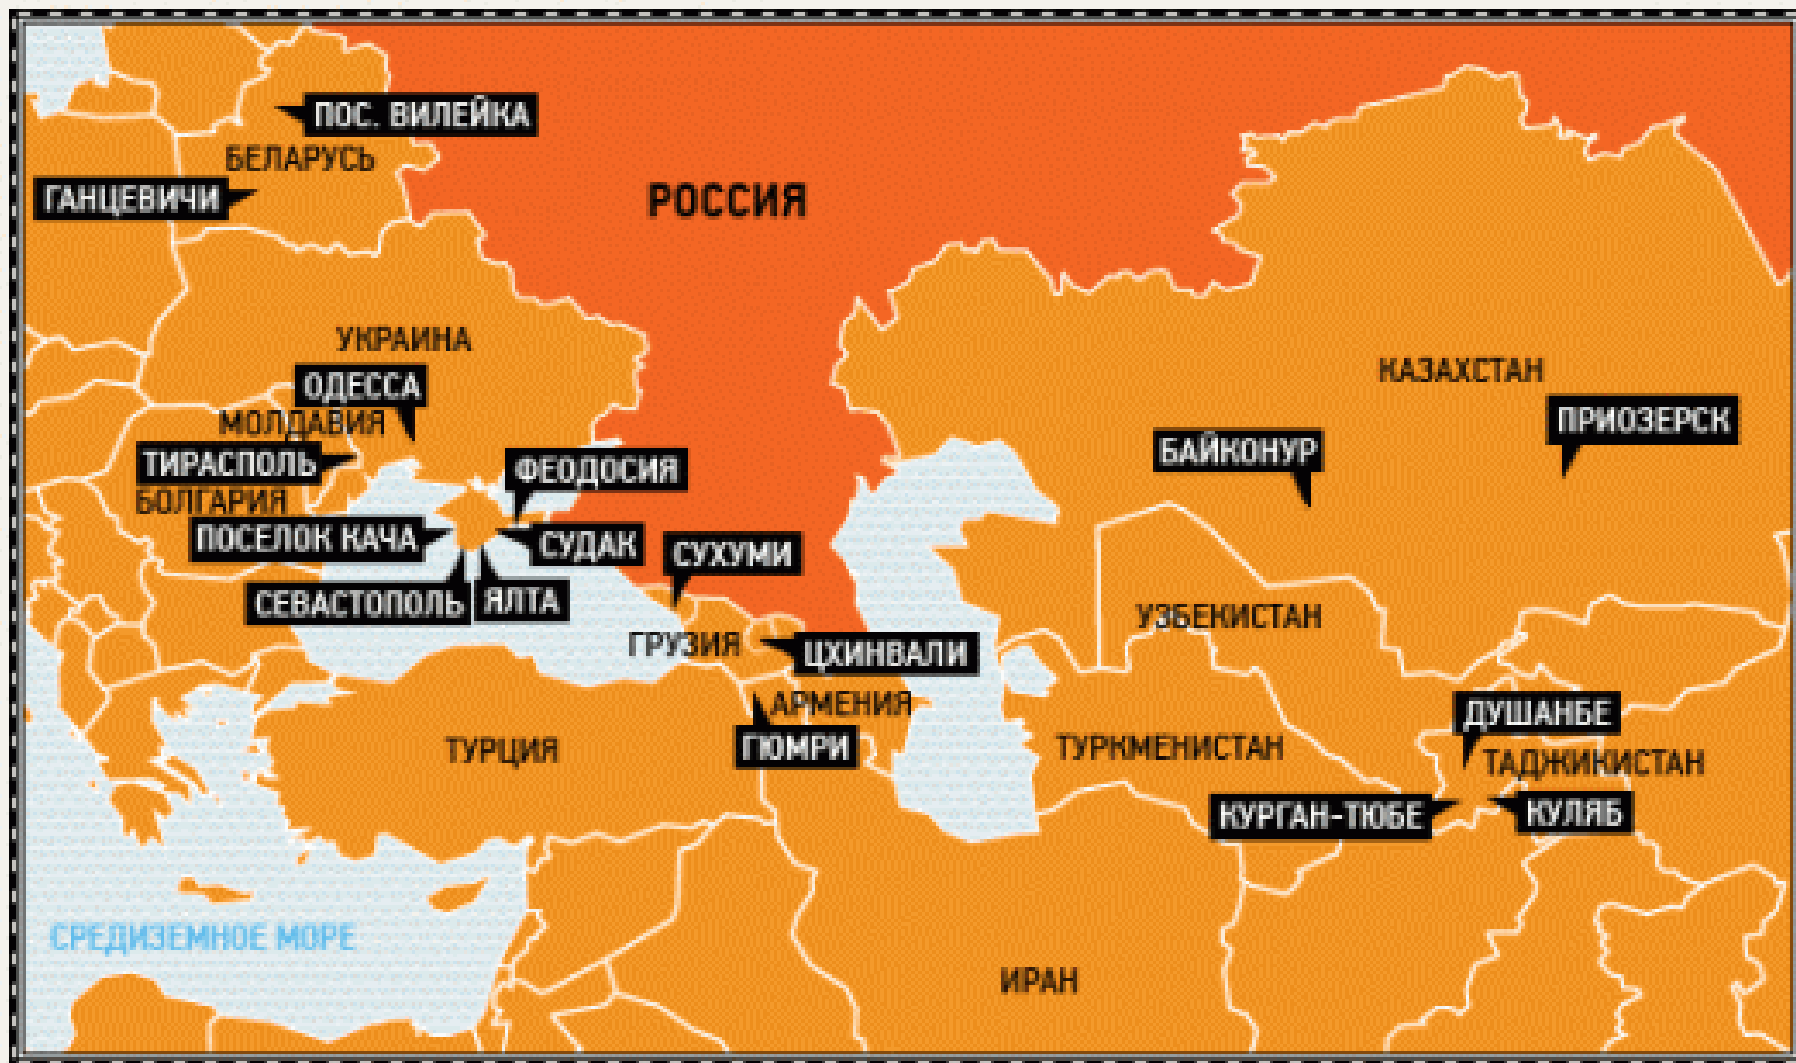 ПОС. ВИЛЕЙКА
БЕЛАРУСЬ
ГАНЦЕВИЧИ
РОССИЯ
УКРАИНА
КАЗАХСТАН
ОДЕССА
МОЛДАВИЯ
ПРИОЗЕРСК
БАЙКОНУР
ТИРАСПОЛЬ
ФЕОДОСИЯ
БОЛГАРИЯ
ПОСЕЛОК КАЧА
СУДАК
СУХУМИ
СЕВАСТОПОЛЬ
ЯЛТА
УЗБЕКИСТАН
ГРУЗИЯ
ЦХИНВАЛИ
АРМЕНИЯ
ДУШАНБЕ
ТУРЦИЯ
ГЮМРИ
ТУРКМЕНИСТАН
ТАДЖИКИСТАН
КУРГАН-ТЮБЕ
КУЛЯБ
СРЕДИЗЕМНОЕ МОРЕ
ИРАН